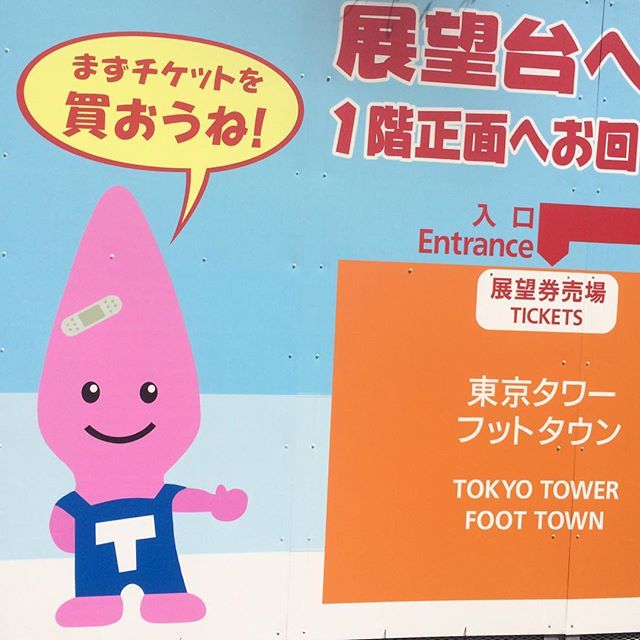 まずチケットを
買おうね!
展望台へ
1階正面へお回
入口
Entrance
展望券売場
TICKETS
東京タワー
フットタウン
TOKYO TOWER
FOOT TOWN
T